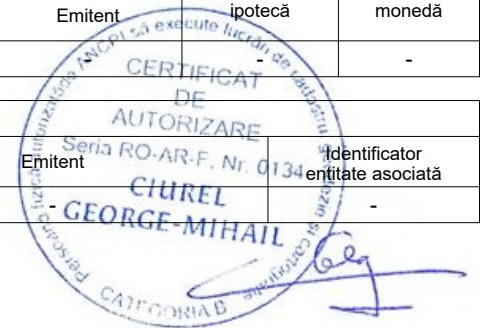 Emitent ipotecă monedă
- - -
Persoană fizică autorizată de ANCPI să execute lucrări de cadastru, geodezie și cartografie
CERTIFICAT
DE
AUTORIZARE
Seria RO-AR-F, Nr. 0134
CIUREL
GEORGE-MIHAIL
CATEGORIA B
Emitent Identificator
entitate asociată
- -